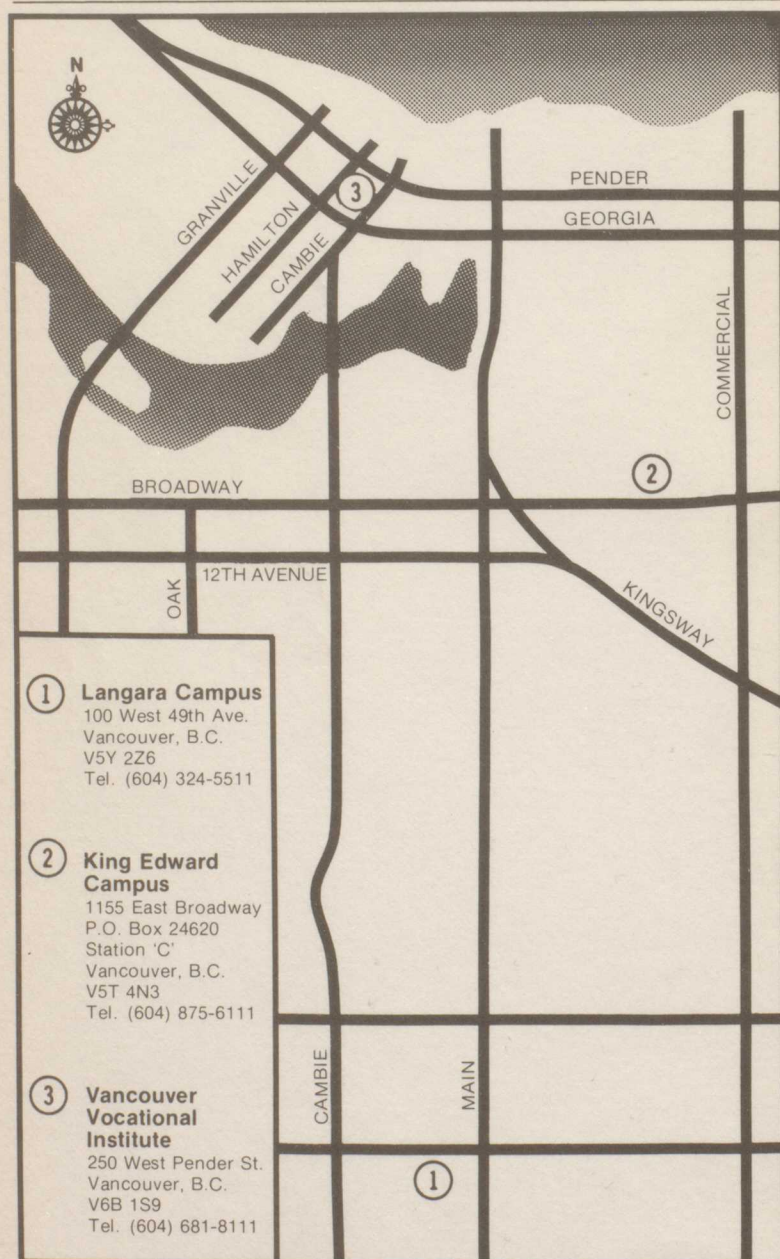 N
GRANVILLE
HAMILTON
CAMBIE
3
PENDER
GEORGIA
COMMERCIAL
2
BROADWAY
12TH AVENUE
OAK
KINGSWAY
1 Langara Campus
100 West 49th Ave.
Vancouver, B.C.
V5Y 2Z6
Tel. (604) 324-5511
2 King Edward
Campus
1155 East Broadway
P.O. Box 24620
Station 'C'
Vancouver, B.C.
V5T 4N3
Tel. (604) 875-6111
3 Vancouver
Vocational
Institute
250 West Pender St.
Vancouver, B.C.
V6B 1S9
Tel. (604) 681-8111
CAMBIE
MAIN
1